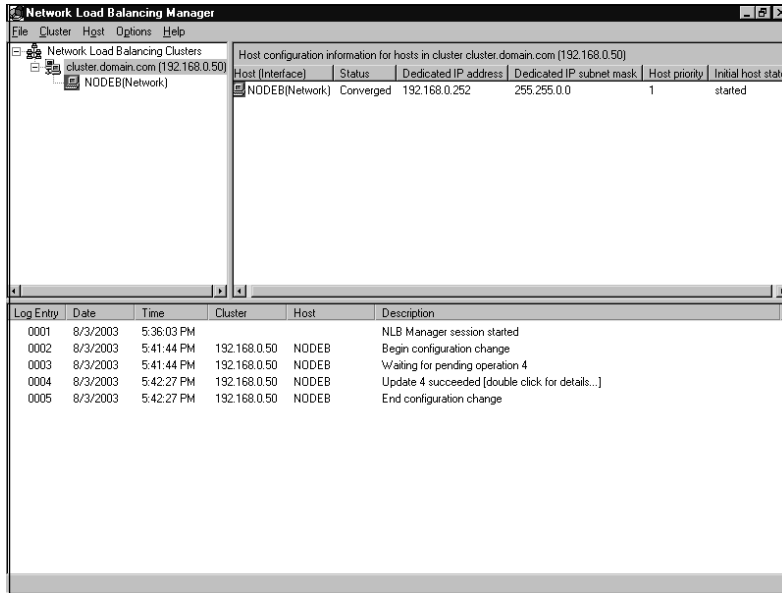 Network Load Balancing Manager
File Cluster Host Options Help
Network Load Balancing Clusters
cluster.domain.com (192.168.0.50)
NODEB(Network)
Host configuration information for hosts in cluster cluster.domain.com (192.168.0.50)
Host (Interface) Status Dedicated IP address Dedicated IP subnet mask Host priority Initial host state
NODEB(Network) Converged 192.168.0.252 255.255.0.0 1 started
Log Entry Date Time Cluster Host Description
0001 8/3/2003 5:36:03 PM NLB Manager session started
0002 8/3/2003 5:41:44 PM 192.168.0.50 NODEB Begin configuration change
0003 8/3/2003 5:41:44 PM 192.168.0.50 NODEB Waiting for pending operation 4
0004 8/3/2003 5:42:27 PM 192.168.0.50 NODEB Update 4 succeeded [double click for details...]
0005 8/3/2003 5:42:27 PM 192.168.0.50 NODEB End configuration change